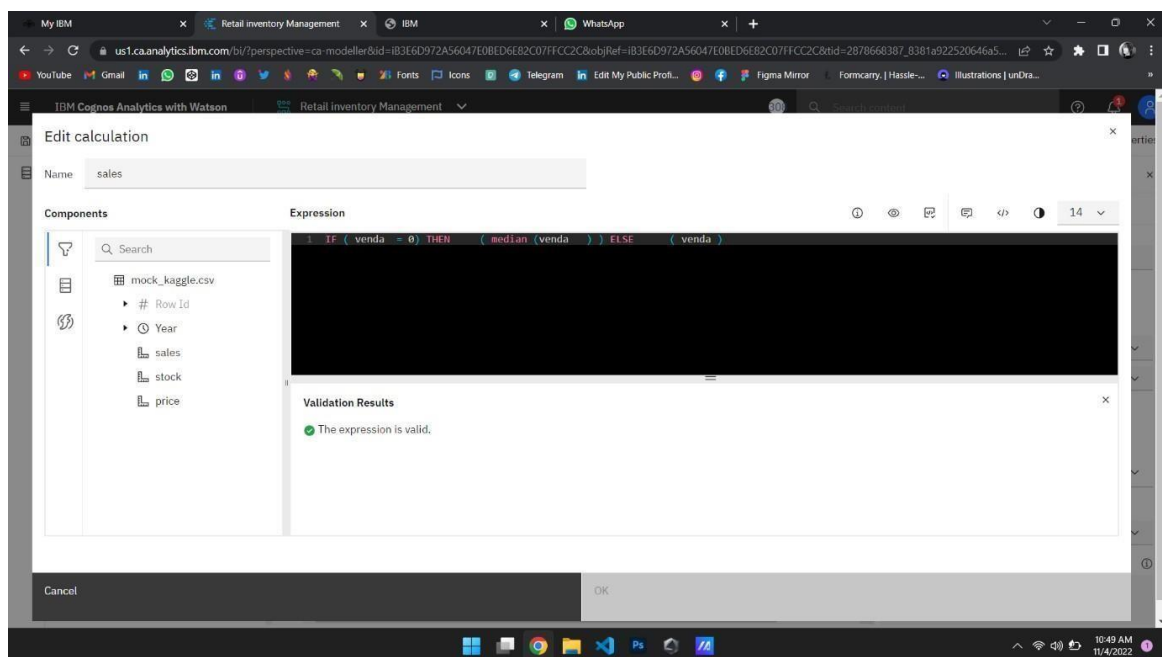 My IBM
Retail inventory Management
IBM
WhatsApp
us1.ca.analytics.ibm.com/bi/?perspective=ca-modeller&id=iB3E6D972A56047E0BED6E82C07FFCC2C&objRef=iB3E6D972A56047E0BED6E82C07FFCC2C&tid=2878668387_8381a922520646a5...
YouTube Gmail Fonts Icons Telegram Edit My Public Profi... Figma Mirror Formcarry. | Hassle-... Illustrations | unDra... »
IBM Cognos Analytics with Watson Retail inventory Management Search content
Edit calculation
Name sales
Components Expression 14
1 IF ( venda = 0) THEN ( median (venda ) ) ELSE ( venda )
Search
mock_kaggle.csv
# Row Id
Year
sales
stock
price
Validation Results
The expression is valid.
Cancel OK
10:49 AM
11/4/2022
1